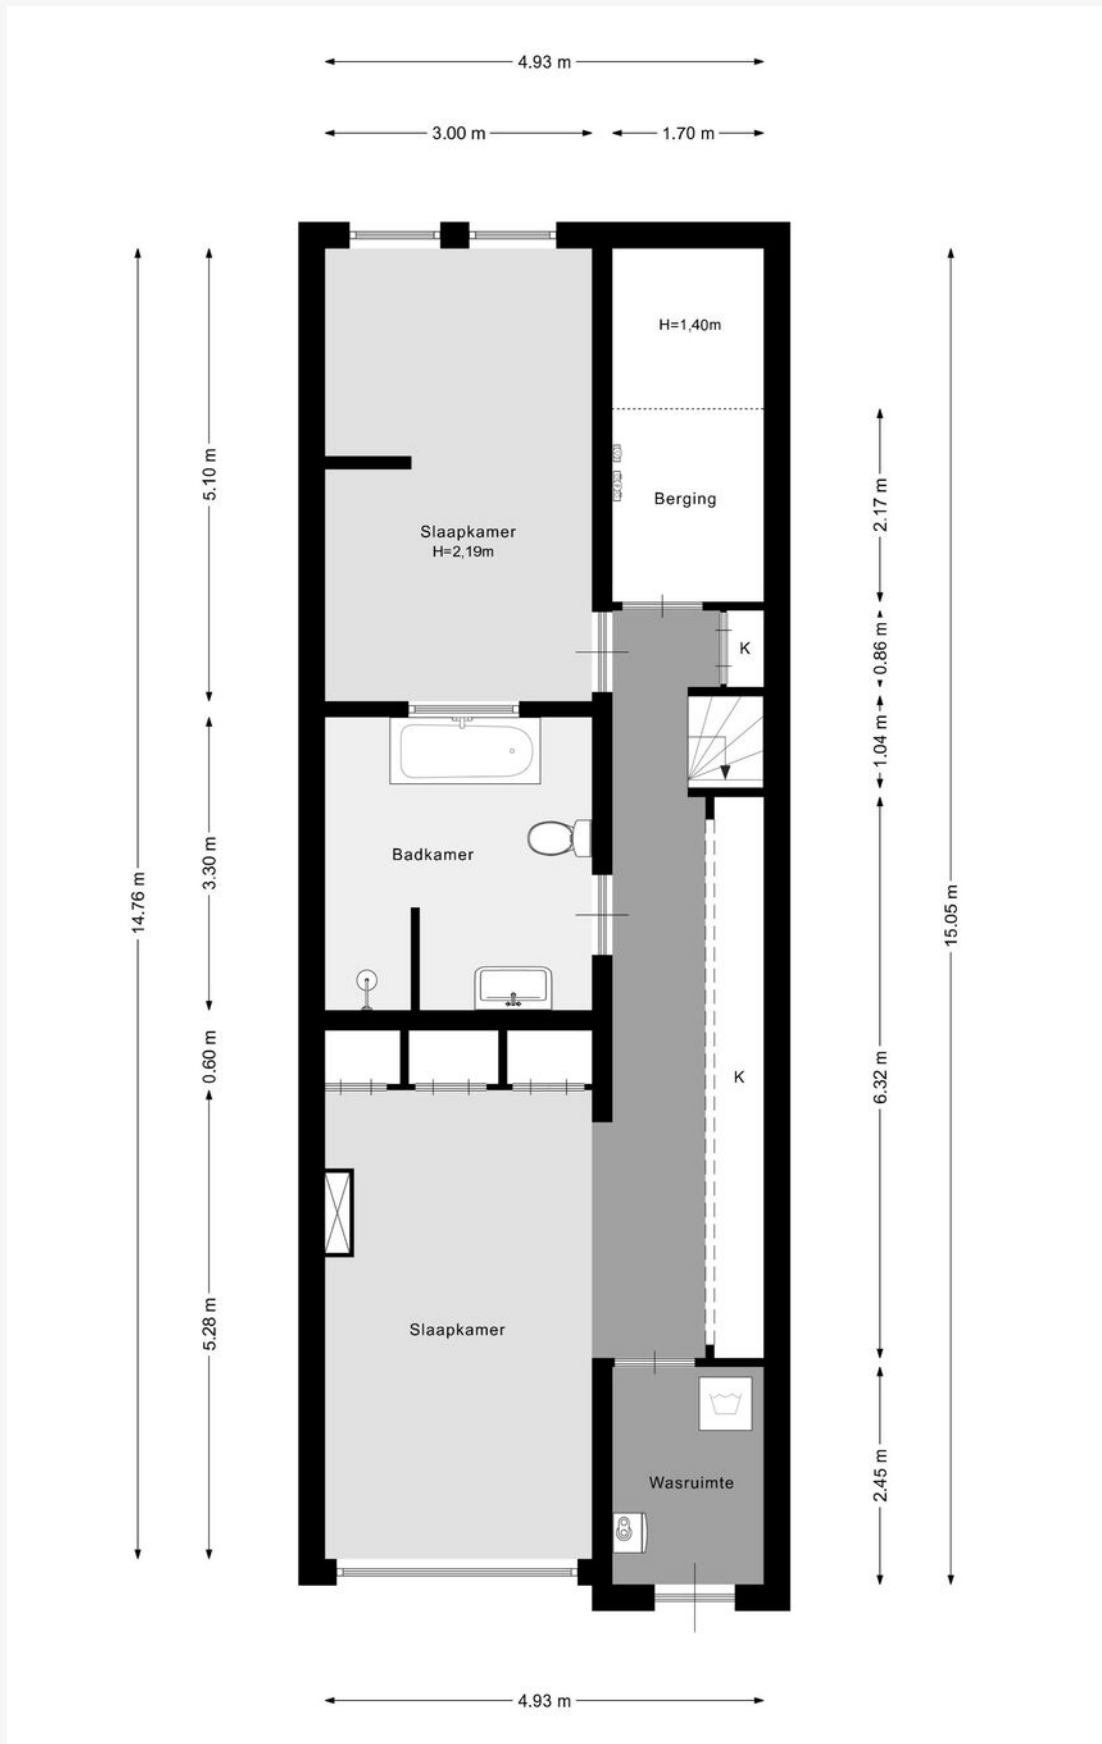 4.93 m
3.00 m
1.70 m
H=1,40m
5.10 m
2.17 m
Berging
Slaapkamer
H=2,19m
0.86 m
K
1.04 m
Badkamer
3.30 m
14.76 m
15.05 m
0.60 m
6.32 m
K
5.28 m
Slaapkamer
2.45 m
Wasruimte
4.93 m